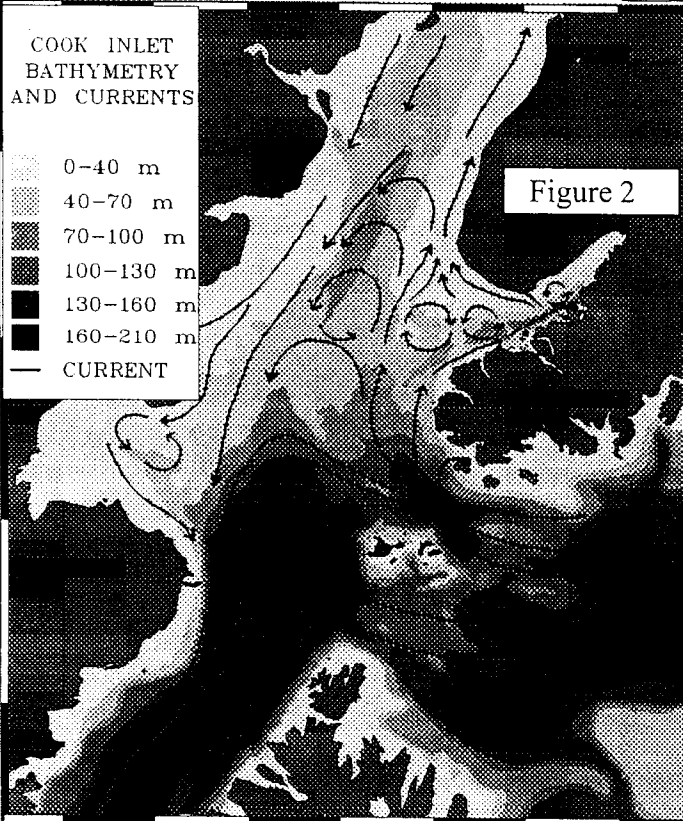 COOK INLET
BATHYMETRY
AND CURRENTS
0-40 m
40-70 m
70-100 m
100-130 m
130-160 m
160-210 m
CURRENT
Figure 2